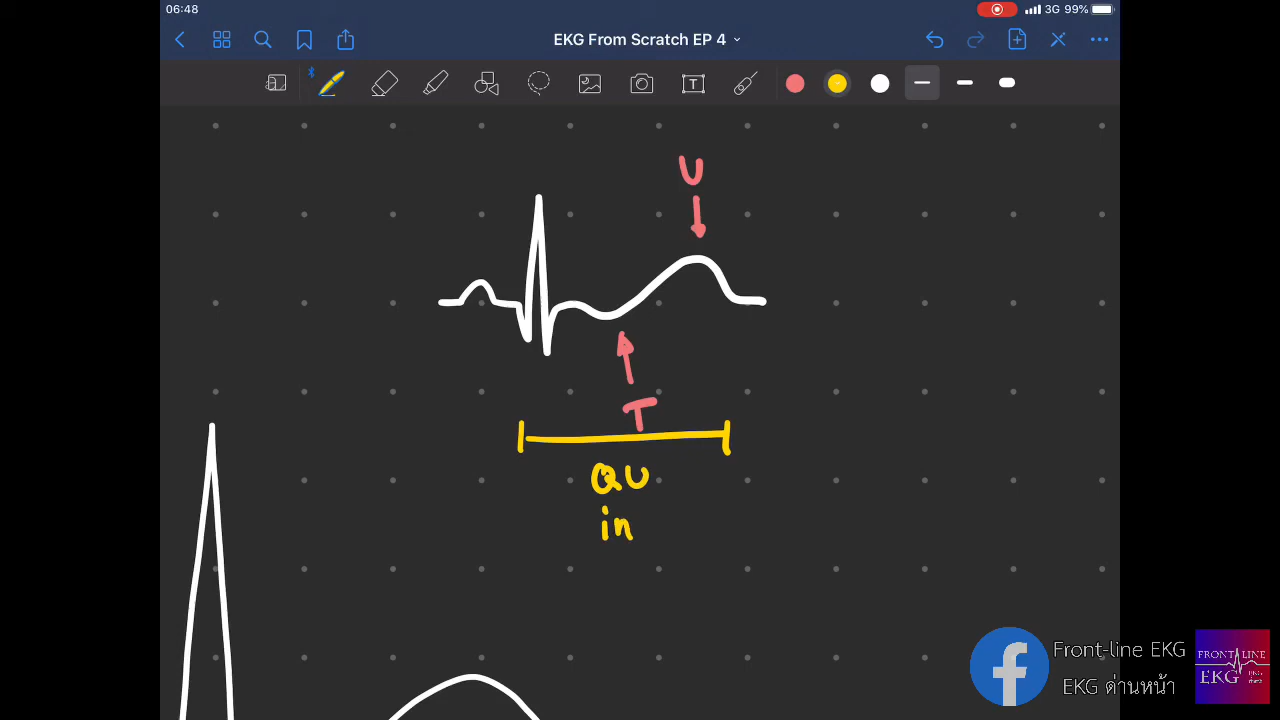 06:48
3G 99%
EKG From Scratch EP 4
T
U
T
QU
in
Front-line EKG
EKG ด่านหน้า
FRONT LINE
EKG